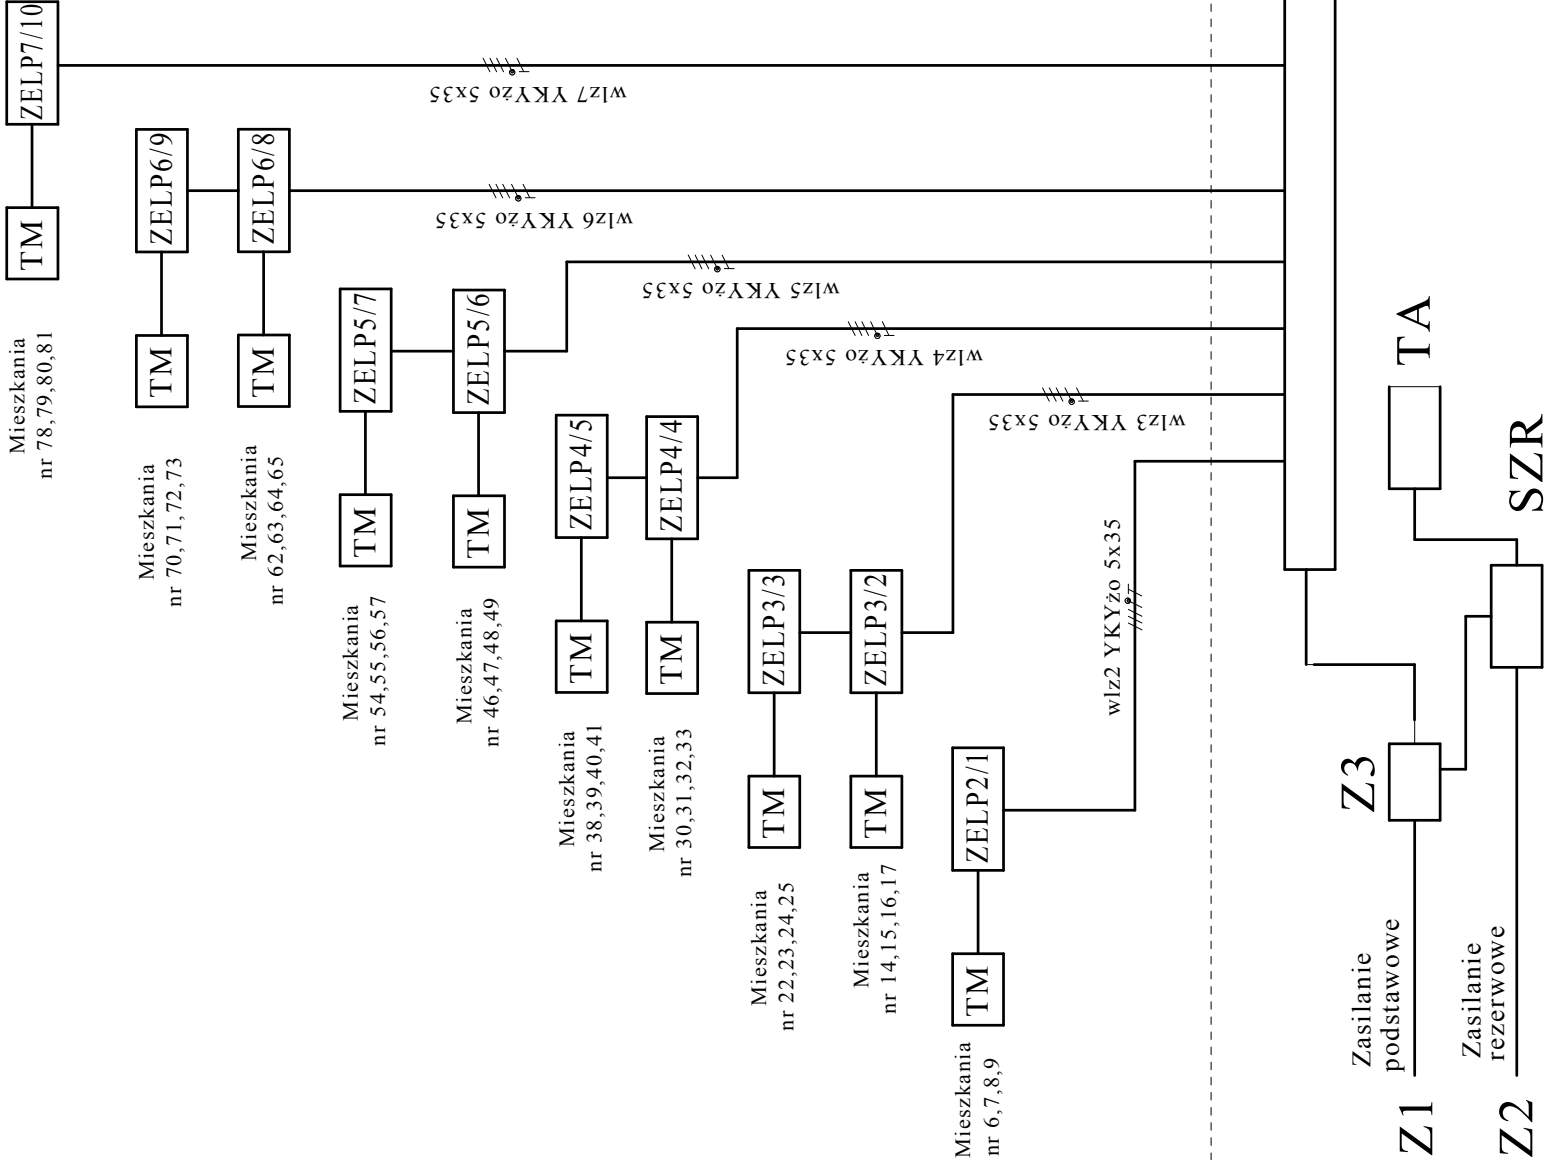 ZELP7/10
TM
Mieszkania
nr 78,79,80,81
wlz7 YKYżo 5x35
ZELP6/9
TM
Mieszkania
nr 70,71,72,73
ZELP6/8
TM
Mieszkania
nr 62,63,64,65
wlz6 YKYżo 5x35
ZELP5/7
TM
Mieszkania
nr 54,55,56,57
ZELP5/6
TM
Mieszkania
nr 46,47,48,49
wlz5 YKYżo 5x35
ZELP4/5
TM
Mieszkania
nr 38,39,40,41
ZELP4/4
TM
Mieszkania
nr 30,31,32,33
wlz4 YKYżo 5x35
ZELP3/3
TM
Mieszkania
nr 22,23,24,25
ZELP3/2
TM
Mieszkania
nr 14,15,16,17
wlz3 YKYżo 5x35
ZELP2/1
TM
Mieszkania
nr 6,7,8,9
wlz2 YKYżo 5x35
TA
SZR
Z3
Zasilanie
podstawowe
Z1
Zasilanie
rezerwowe
Z2